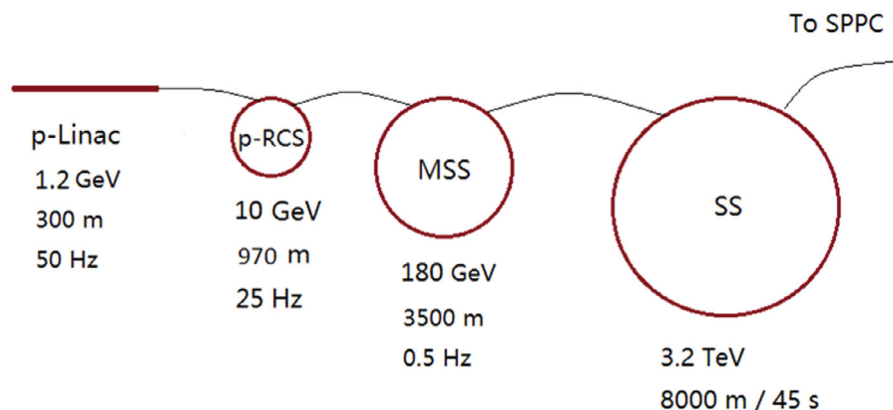 To SPPC
p-Linac
1.2 GeV
300 m
50 Hz
p-RCS
10 GeV
970 m
25 Hz
MSS
180 GeV
3500 m
0.5 Hz
SS
3.2 TeV
8000 m / 45 s